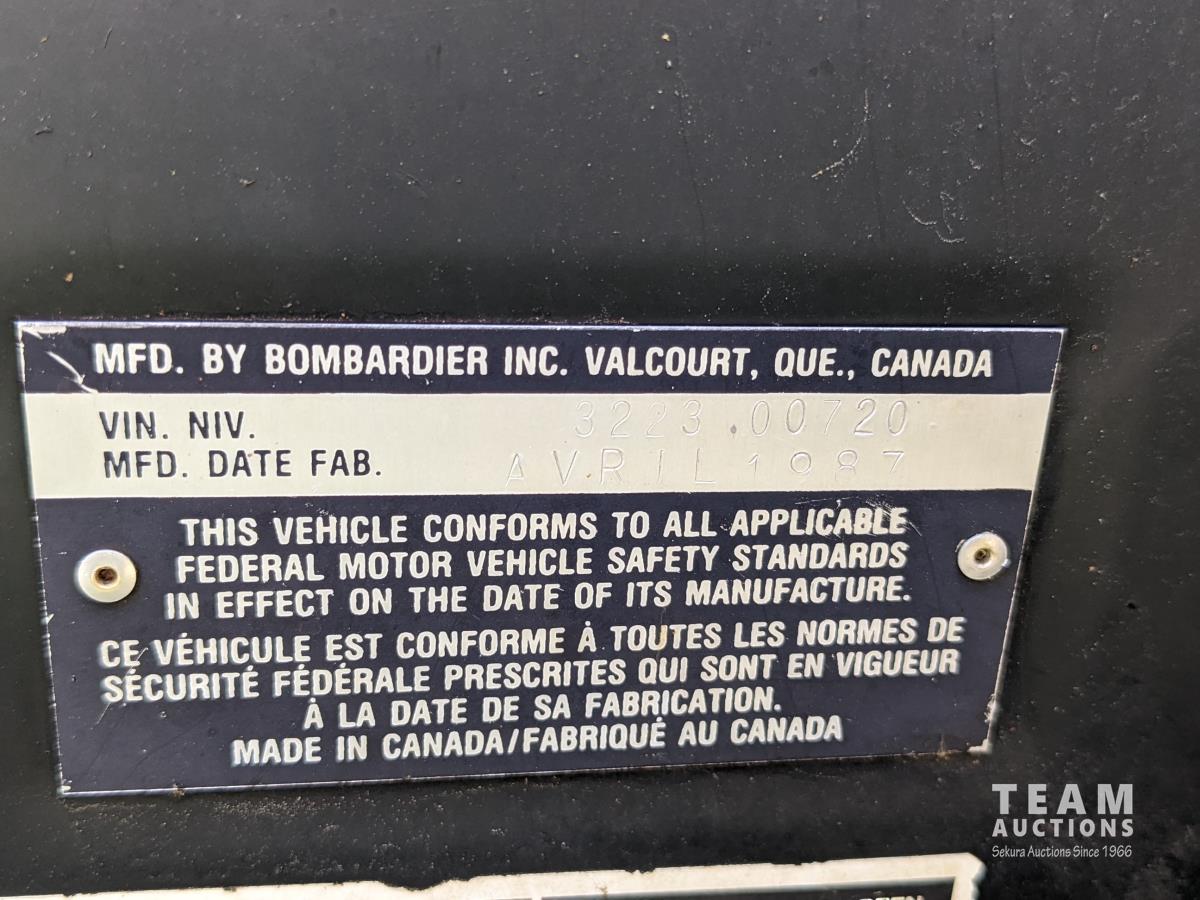 MFD. BY BOMBARDIER INC. VALCOURT, QUE., CANADA
VIN. NIV. 3223.00720
MFD. DATE FAB. AVRIL 1987
THIS VEHICLE CONFORMS TO ALL APPLICABLE
FEDERAL MOTOR VEHICLE SAFETY STANDARDS
IN EFFECT ON THE DATE OF ITS MANUFACTURE.
CE VÉHICULE EST CONFORME À TOUTES LES NORMES DE
SÉCURITÉ FÉDÉRALE PRESCRITES QUI SONT EN VIGUEUR
À LA DATE DE SA FABRICATION.
MADE IN CANADA/FABRIQUÉ AU CANADA
TEAM
AUCTIONS
Sekura Auctions Since 1966